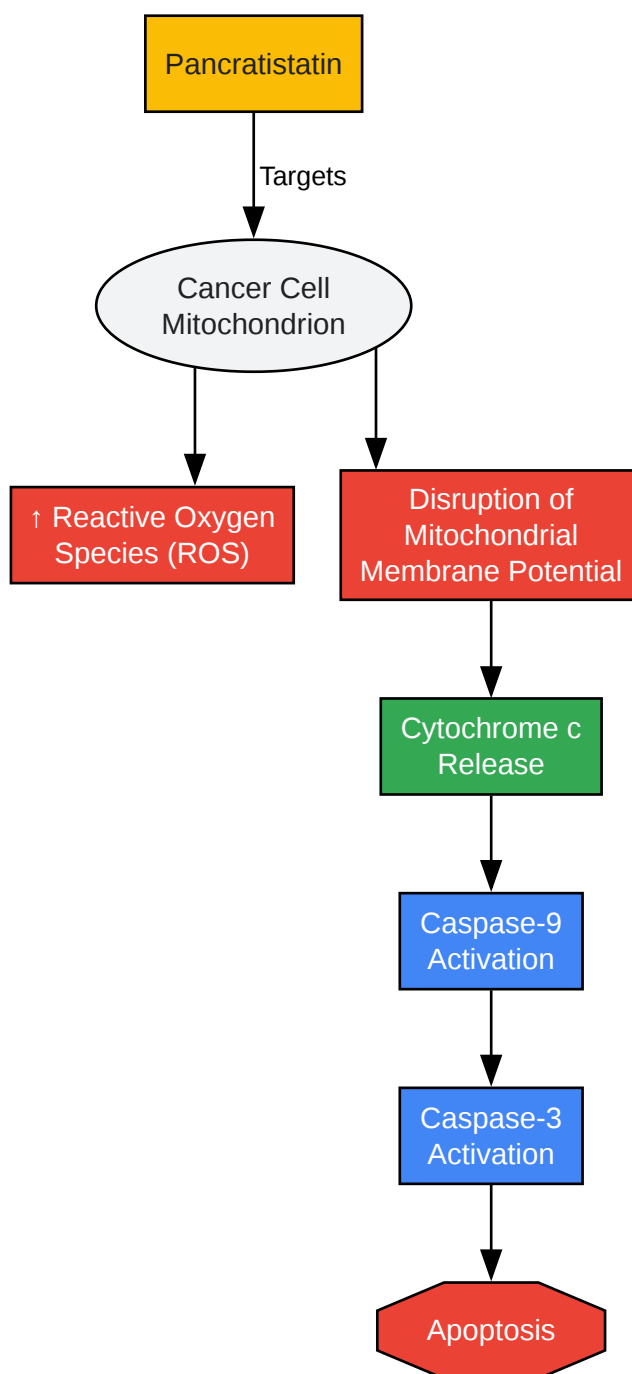 Pancratistatin
Targets
Cancer Cell
Mitochondrion
↑ Reactive Oxygen
Species (ROS)
Disruption of
Mitochondrial
Membrane Potential
Cytochrome c
Release
Caspase-9
Activation
Caspase-3
Activation
Apoptosis